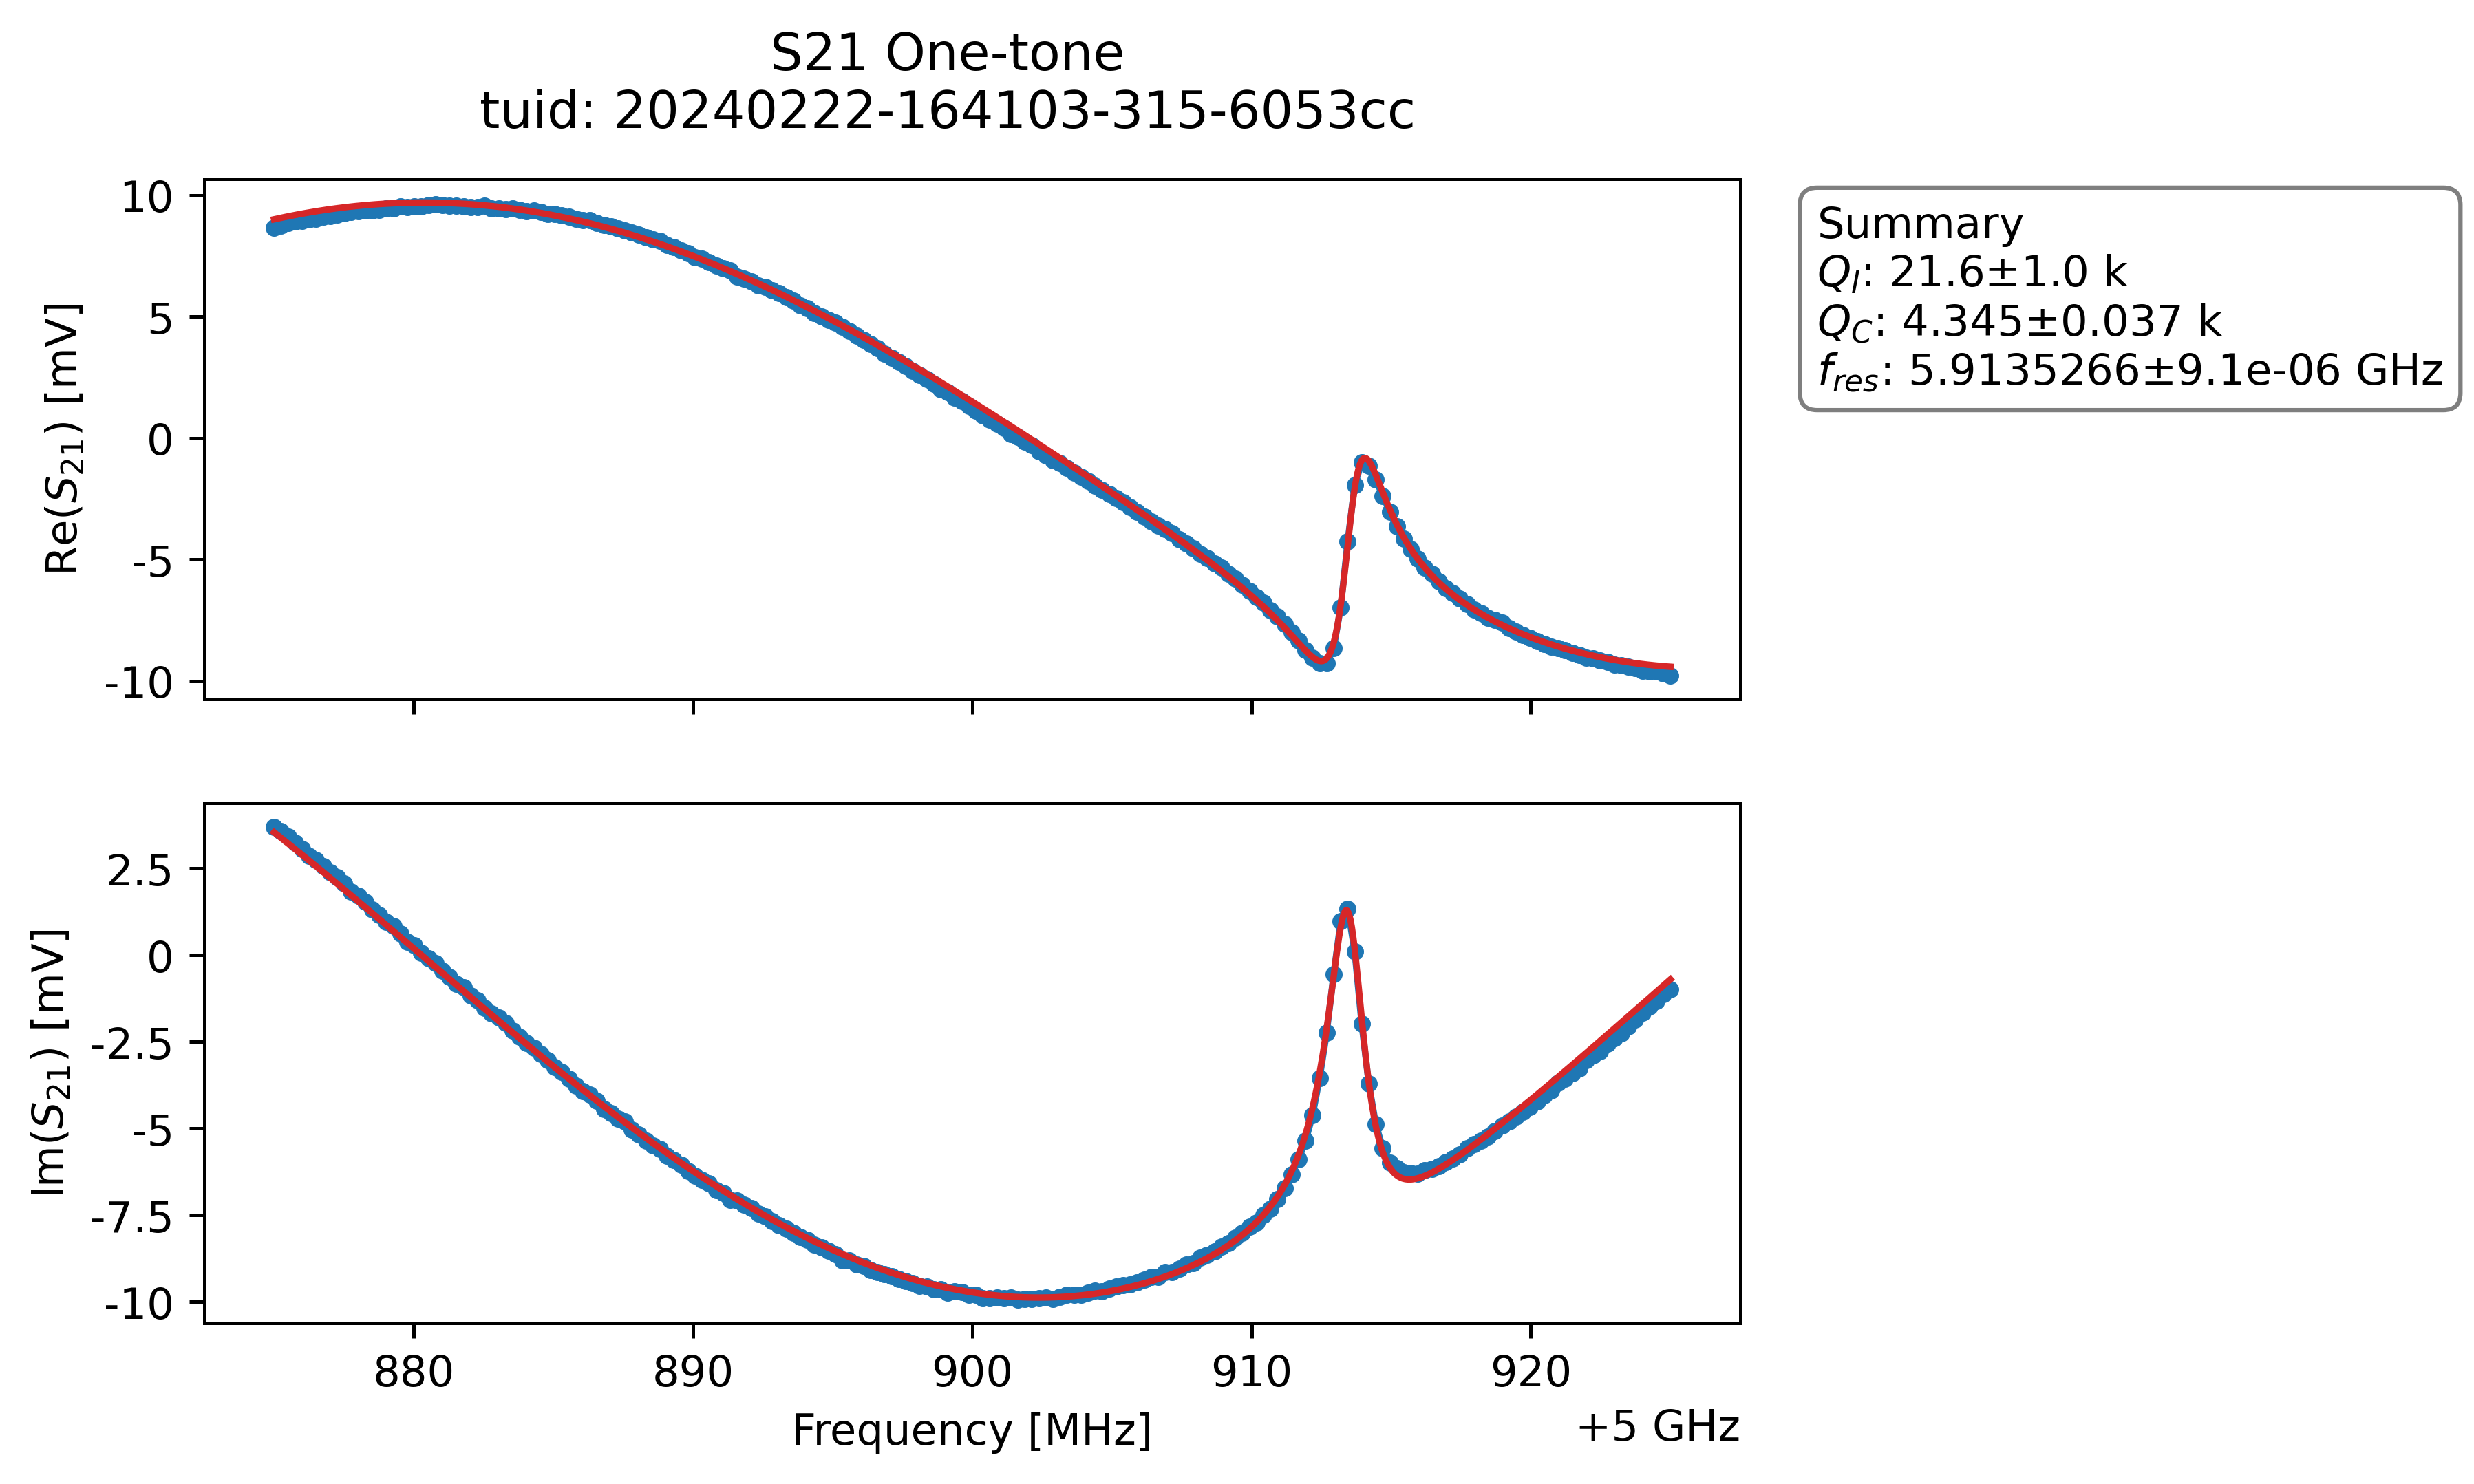 S21 One-tone
tuid: 20240222-164103-315-6053cc
10
5
0
-5
-10
Re(S21) [mV]
Summary
QI: 21.6±1.0 k
QC: 4.345±0.037 k
fres: 5.9135266±9.1e-06 GHz
2.5
0
-2.5
-5
-7.5
-10
Im(S21) [mV]
880 890 900 910 920
Frequency [MHz]
+5 GHz